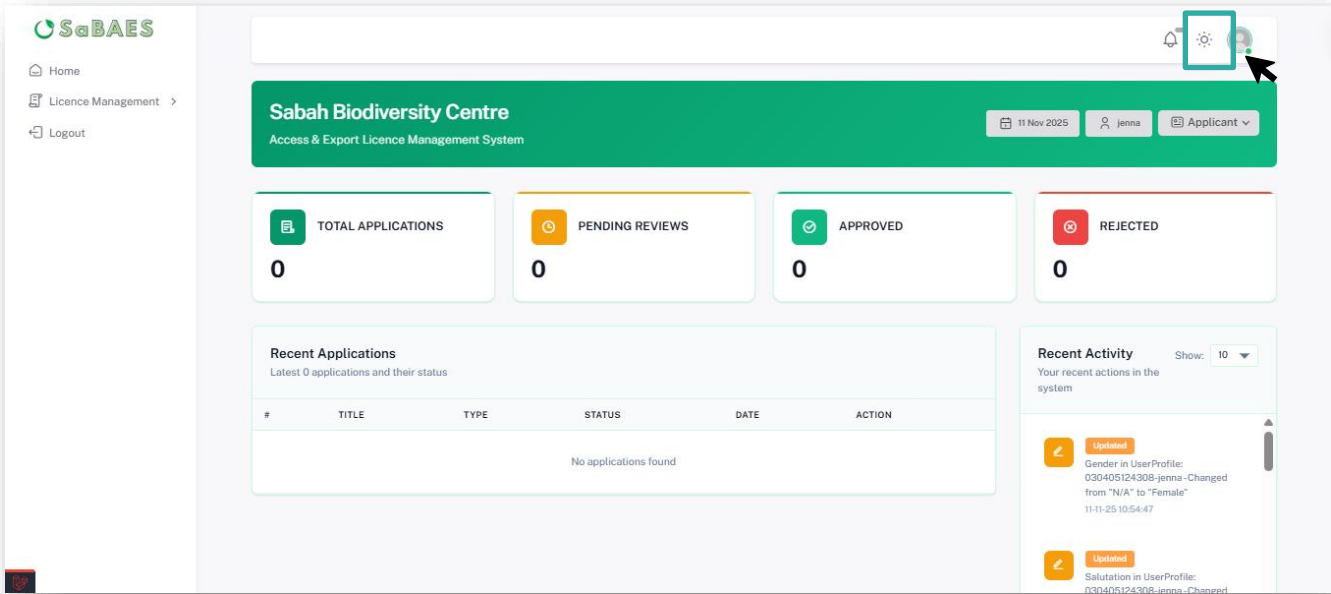 SaBAES
Home
Licence Management
Logout
Sabah Biodiversity Centre
Access & Export Licence Management System
11 Nov 2025
jenna
Applicant
TOTAL APPLICATIONS
0
PENDING REVIEWS
0
APPROVED
0
REJECTED
0
Recent Applications
Latest 0 applications and their status
# TITLE TYPE STATUS DATE ACTION
No applications found
Recent Activity
Show: 10
Your recent actions in the
system
Updated
Gender in UserProfile:
030405124308-jenna - Changed
from "N/A" to "Female"
11-11-25 10:54:47
Updated
Salutation in UserProfile:
030405124308-jenna - Changed